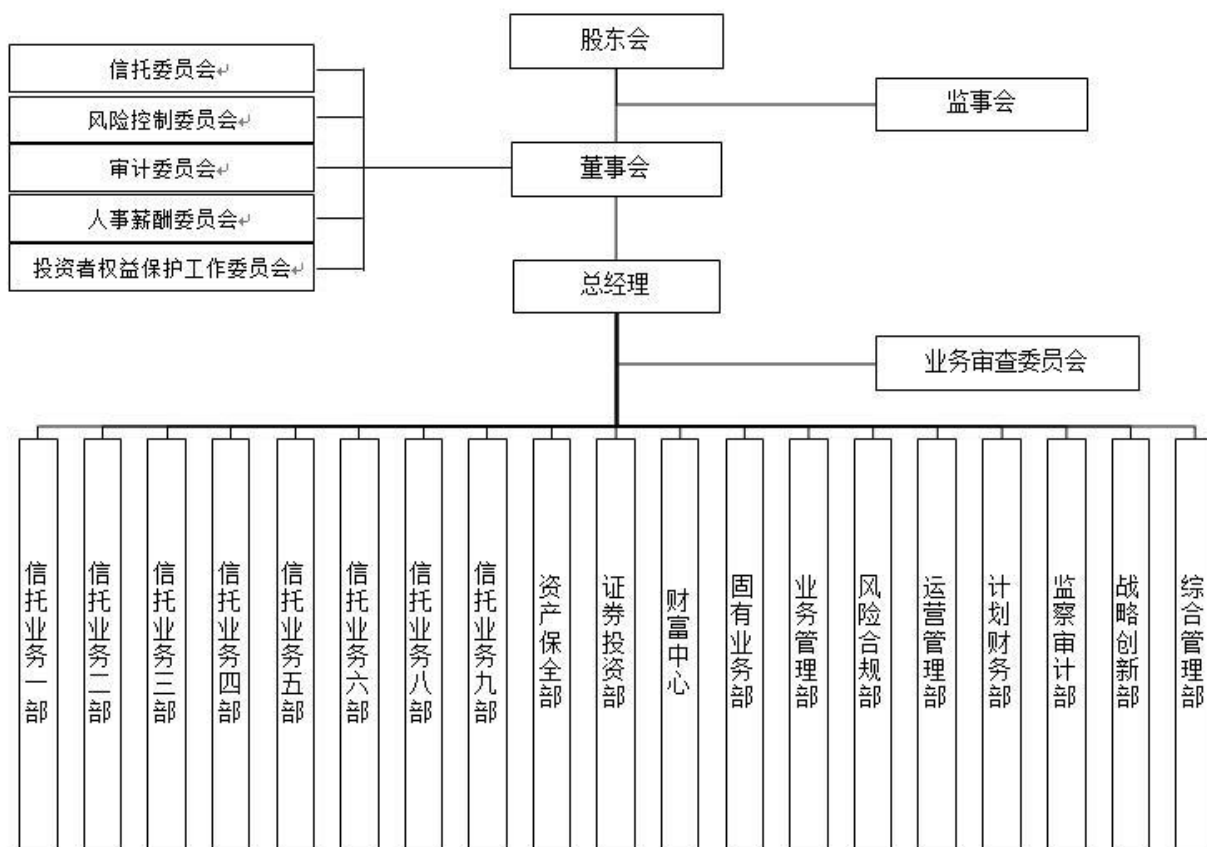 股东会
监事会
信托委员会↵
风险控制委员会↵
审计委员会↵
人事薪酬委员会↵
投资者权益保护工作委员会↵
董事会
总经理
业务审查委员会
信托业务一部
信托业务二部
信托业务三部
信托业务四部
信托业务五部
信托业务六部
信托业务八部
信托业务九部
资产保全部
证券投资部
财富中心
固有业务部
业务管理部
风险合规部
运营管理部
计划财务部
监察审计部
战略创新部
综合管理部